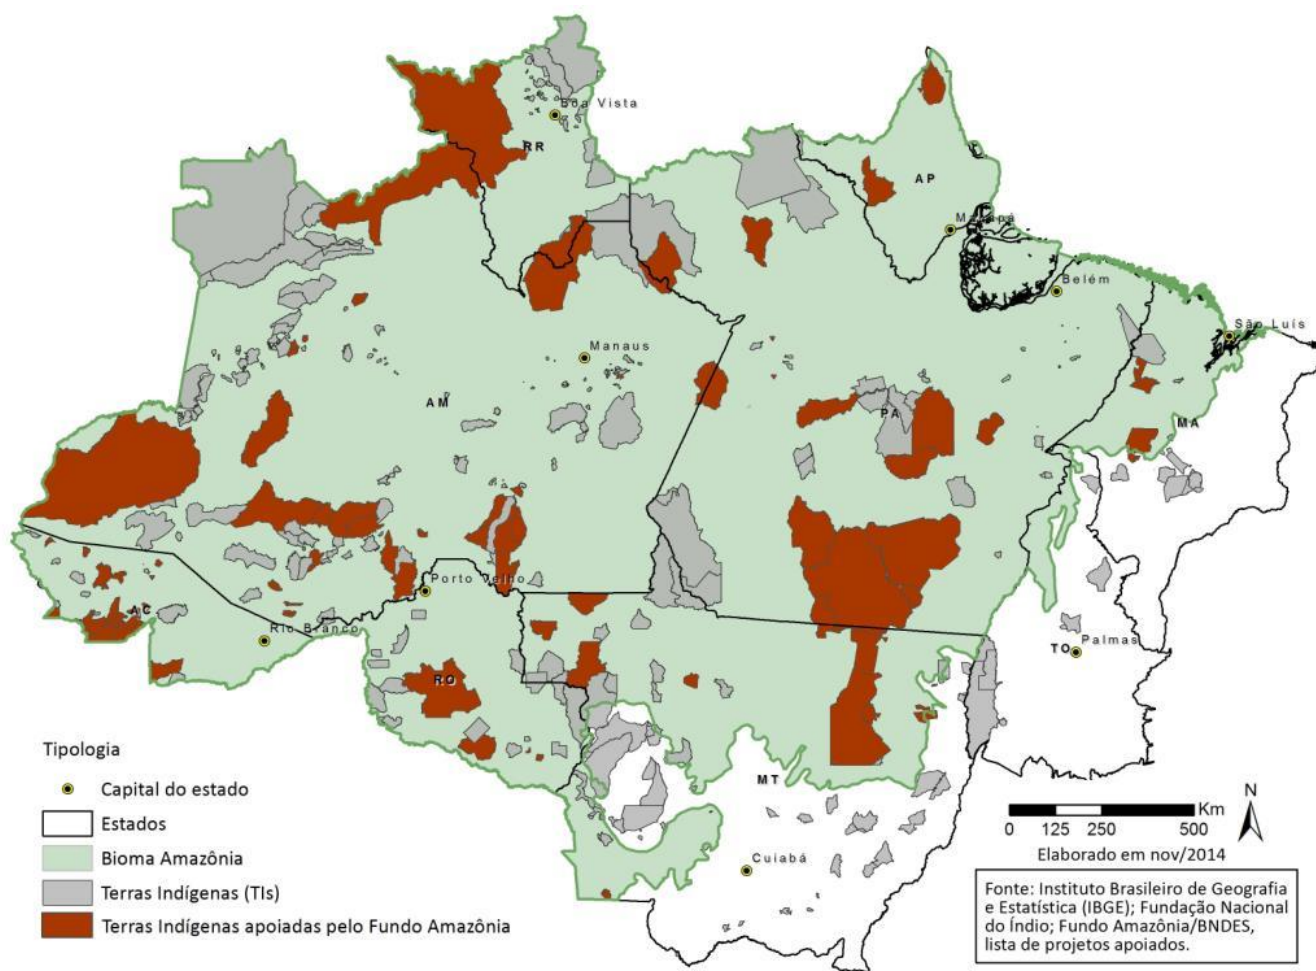 Boa Vista
RR
AP
Macapá
Belém
São Luís
Manaus
AM
PA
MA
Porto Velho
AC
Rio Branco
RO
TO
Palmas
MT
Cuiabá
Tipologia
Capital do estado
Estados
Bioma Amazônia
Terras Indígenas (TIs)
Terras Indígenas apoiadas pelo Fundo Amazônia
N
Km
0 125 250 500
Elaborado em nov/2014
Fonte: Instituto Brasileiro de Geografia
e Estatística (IBGE); Fundação Nacional
do Índio; Fundo Amazônia/BNDES,
lista de projetos apoiados.